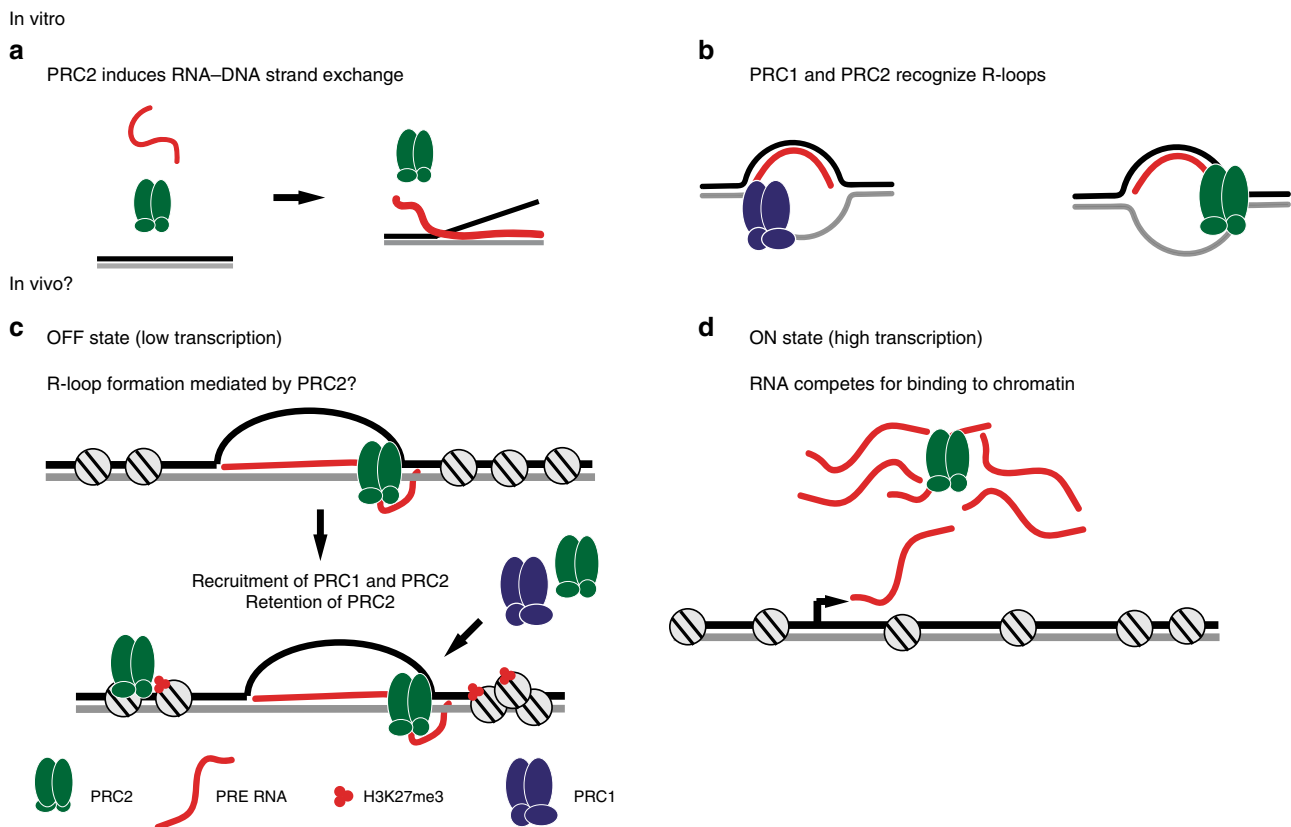 In vitro
a
PRC2 induces RNA–DNA strand exchange
b
PRC1 and PRC2 recognize R-loops
In vivo?
c
OFF state (low transcription)
R-loop formation mediated by PRC2?
Recruitment of PRC1 and PRC2
Retention of PRC2
d
ON state (high transcription)
RNA competes for binding to chromatin
PRC2
PRE RNA
H3K27me3
PRC1